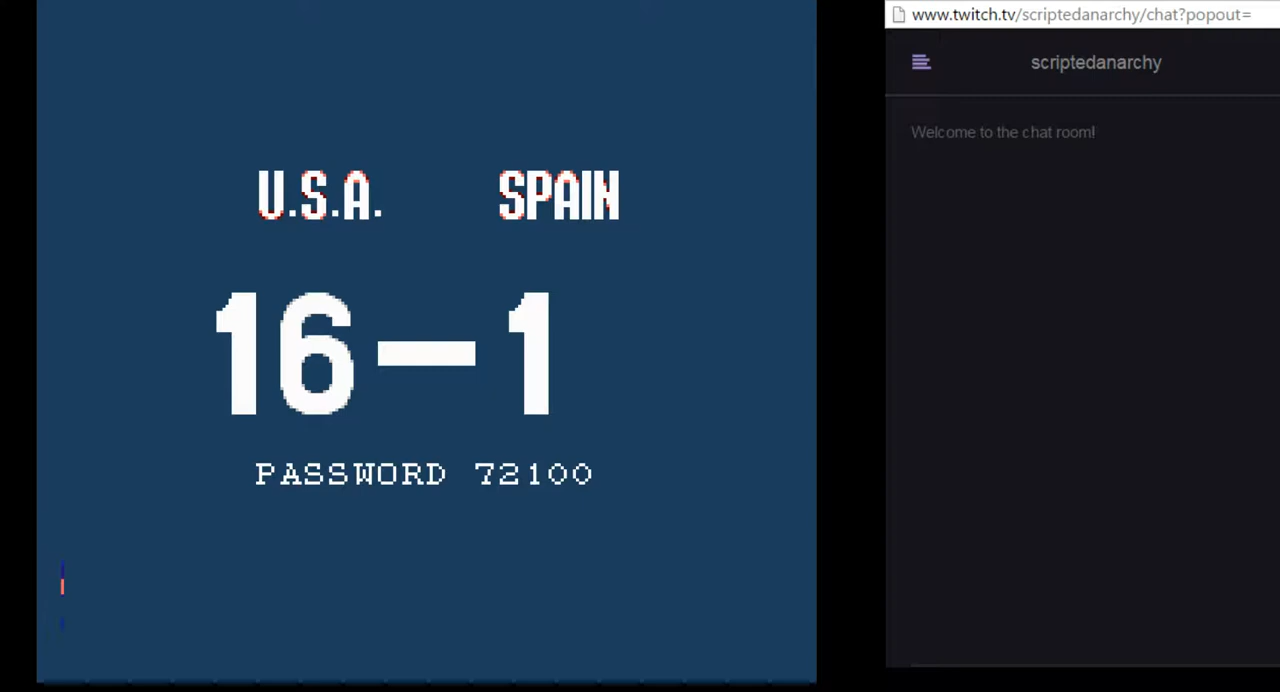 U.S.A. SPAIN
16-1
PASSWORD 72100
www.twitch.tv/scriptedanarchy/chat?popout=
scriptedanarchy
Welcome to the chat room!